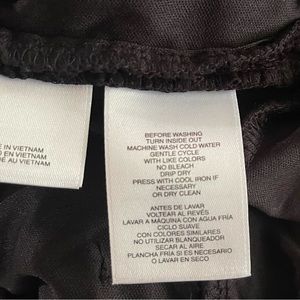 E IN VIETNAM
O EN VIETNAM
UÉ AU VIETNAM
BEFORE WASHING
TURN INSIDE OUT
MACHINE WASH COLD WATER
GENTLE CYCLE
WITH LIKE COLORS
NO BLEACH
DRIP DRY
PRESS WITH COOL IRON IF
NECESSARY
OR DRY CLEAN
ANTES DE LAVAR
VOLTEAR AL REVÉS
LAVAR A MÁQUINA CON AGUA FRÍA
CICLO SUAVE
CON COLORES SIMILARES
NO UTILIZAR BLANQUEADOR
SECAR AL AIRE
PLANCHA FRÍA SI ES NECESARIO
O LAVAR EN SECO